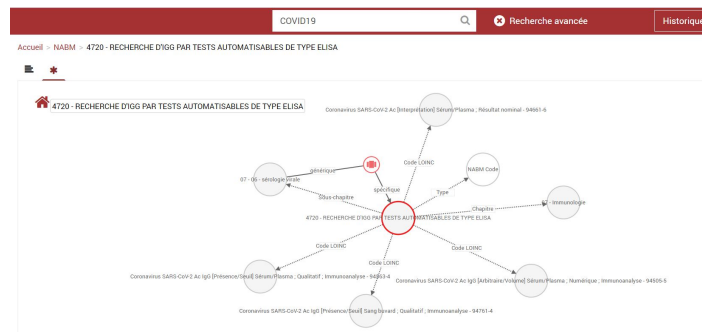 COVID19
Recherche avancée
Historique
Accueil > NABM > 4720 - RECHERCHE D'IGG PAR TESTS AUTOMATISABLES DE TYPE ELISA
4720 - RECHERCHE D'IGG PAR TESTS AUTOMATISABLES DE TYPE ELISA
Coronavirus SARS-CoV-2 Ac [Interprétation] Sérum/Plasma ; Résultat nominal - 94661-6
Code LOINC
générique
NABM Code
07 - 06 - sérologie virale
spécifique
Type
Sous-chapitre
Chapitre
- Immunologie
4720 - RECHERCHE D'IGG PAR TESTS AUTOMATISABLES DE TYPE ELISA
Code LOINC
Code LOINC
Code LOINC
Coronavirus SARS-CoV-2 Ac IgG [Présence/Seuil] Sérum/Plasma ; Qualitatif ; Immunoanalyse - 94563-4
Coronavirus SARS-CoV-2 Ac IgG [Arbitraire/Volume] Sérum/Plasma ; Numérique ; Immunoanalyse - 94505-5
Coronavirus SARS-CoV-2 Ac IgG [Présence/Seuil] Sang buvard ; Qualitatif ; Immunoanalyse - 94761-4